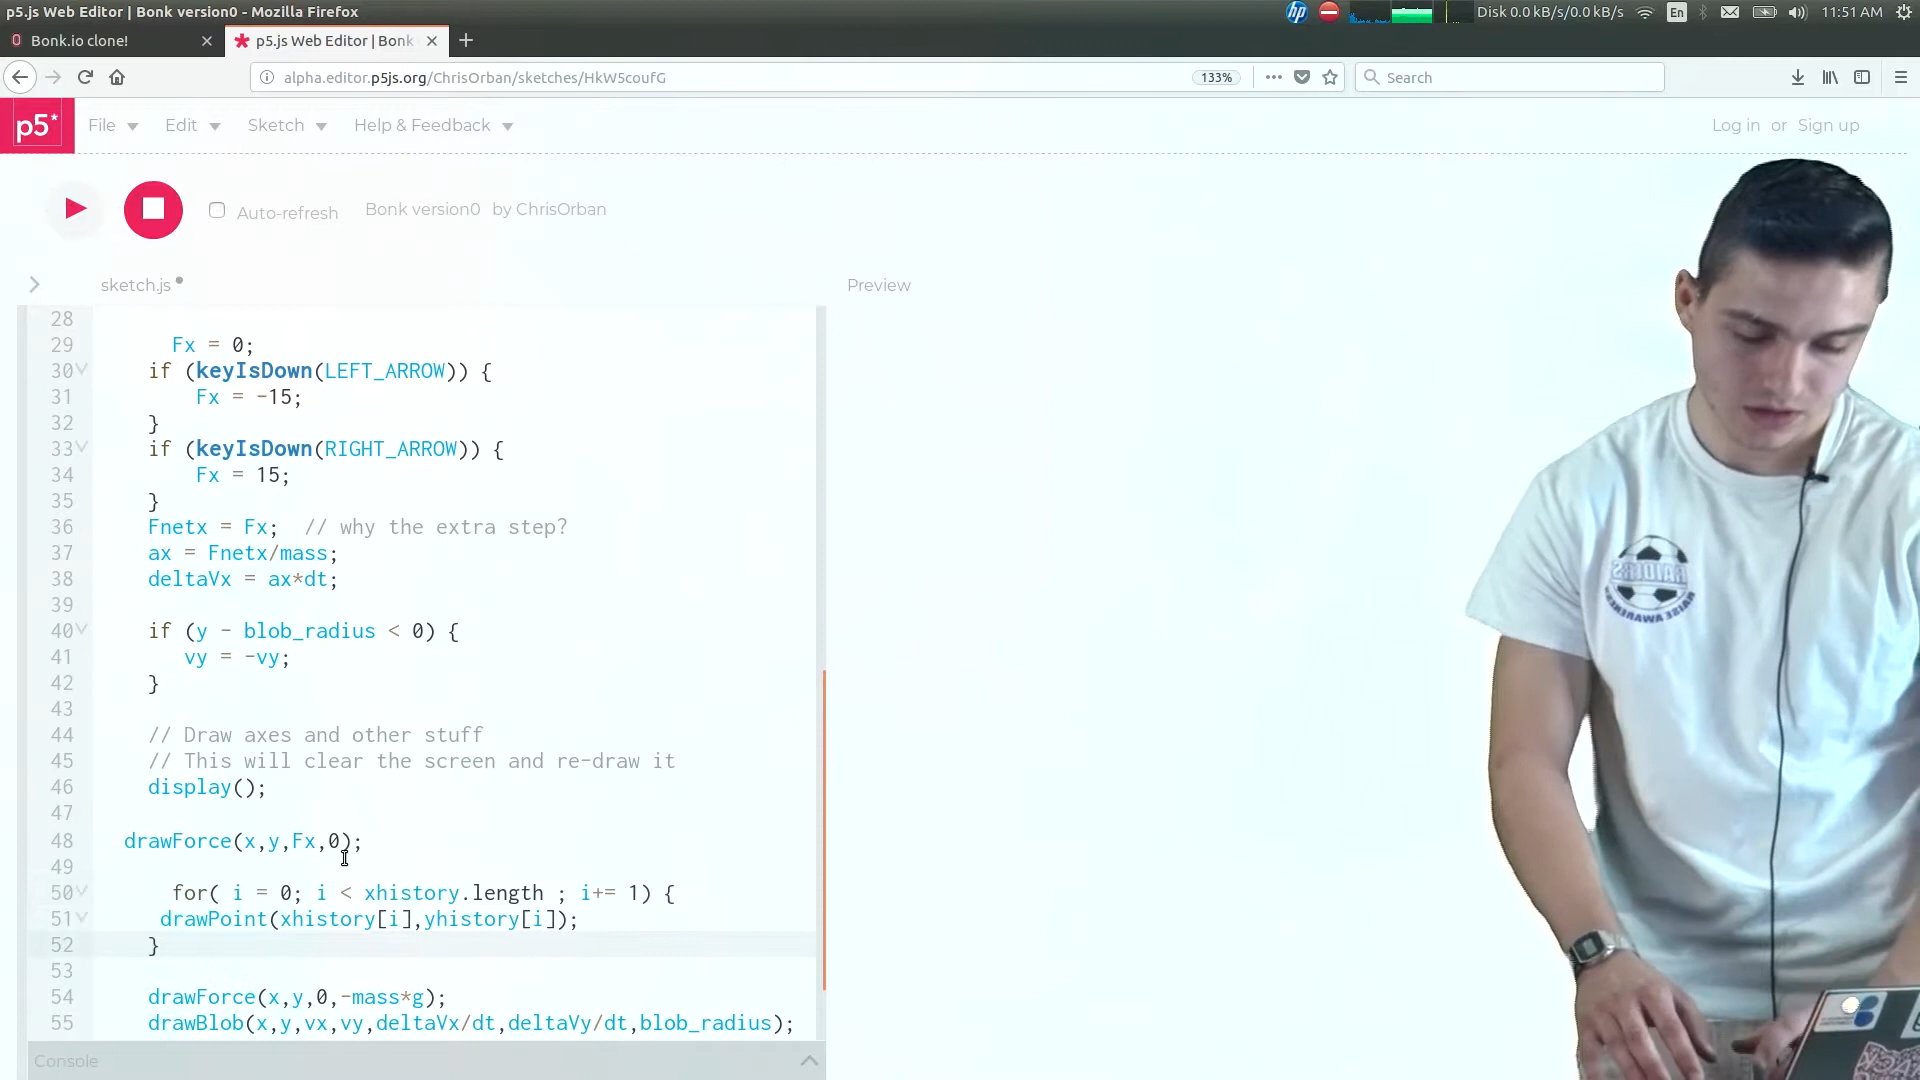 p5.js Web Editor | Bonk version0 - Mozilla Firefox
hp
Disk 0.0 kB/s/0.0 kB/s
En
11:51 AM
Bonk.io clone!
p5.js Web Editor | Bonk
alpha.editor.p5js.org/ChrisOrban/sketches/HkW5coufG
133%
Search
p5*
File
Edit
Sketch
Help & Feedback
Log in or Sign up
Auto-refresh
Bonk version0 by ChrisOrban
sketch.js
Preview
28
29 Fx = 0;
30 if (keyIsDown(LEFT_ARROW)) {
31 Fx = -15;
32 }
33 if (keyIsDown(RIGHT_ARROW)) {
34 Fx = 15;
35 }
36 Fnetx = Fx; // why the extra step?
37 ax = Fnetx/mass;
38 deltaVx = ax*dt;
39
40 if (y - blob_radius < 0) {
41 vy = -vy;
42 }
43
44 // Draw axes and other stuff
45 // This will clear the screen and re-draw it
46 display();
47
48 drawForce(x,y,Fx,0);
49
50 for( i = 0; i < xhistory.length ; i+= 1) {
51 drawPoint(xhistory[i],yhistory[i]);
52 }
53
54 drawForce(x,y,0,-mass*g);
55 drawBlob(x,y,vx,vy,deltaVx/dt,deltaVy/dt,blob_radius);
Console
RAIDERS
RAISE AWARENESS